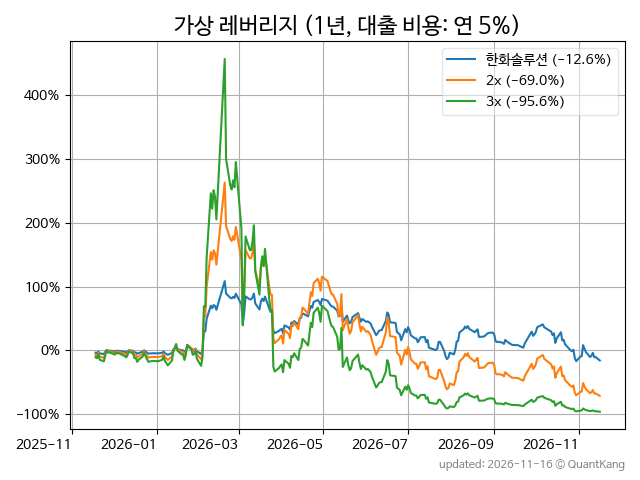 가상 레버리지 (1년, 대출 비용: 연 5%)
한화솔루션 (-12.6%)
2x (-69.0%)
3x (-95.6%)
400%
300%
200%
100%
0%
-100%
2025-11 2026-01 2026-03 2026-05 2026-07 2026-09 2026-11
updated: 2026-11-16 © QuantKang